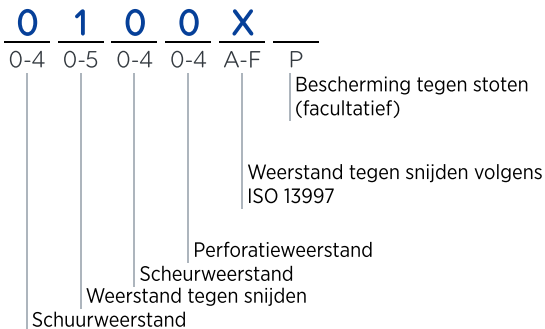 0 1 0 0 X
0-4 0-5 0-4 0-4 A-F P
Bescherming tegen stoten
(facultatief)
Weerstand tegen snijden volgens
ISO 13997
Perforatieweerstand
Scheurweerstand
Weerstand tegen snijden
Schuurweerstand